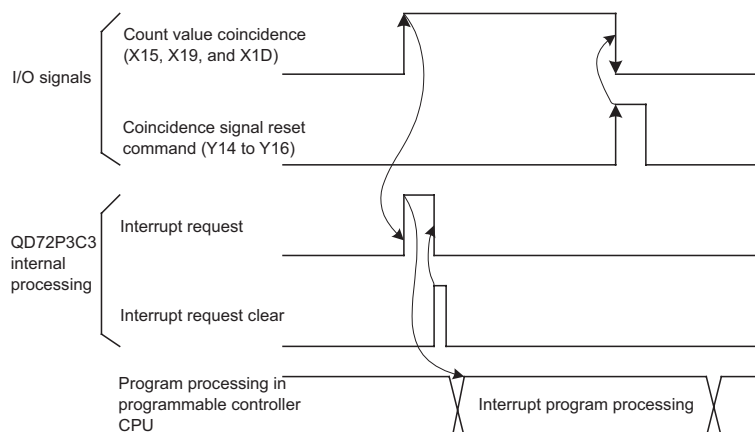 Count value coincidence
(X15, X19, and X1D)
I/O signals
Coincidence signal reset
command (Y14 to Y16)
Interrupt request
QD72P3C3
internal
processing
Interrupt request clear
Program processing in
programmable controller
CPU
Interrupt program processing